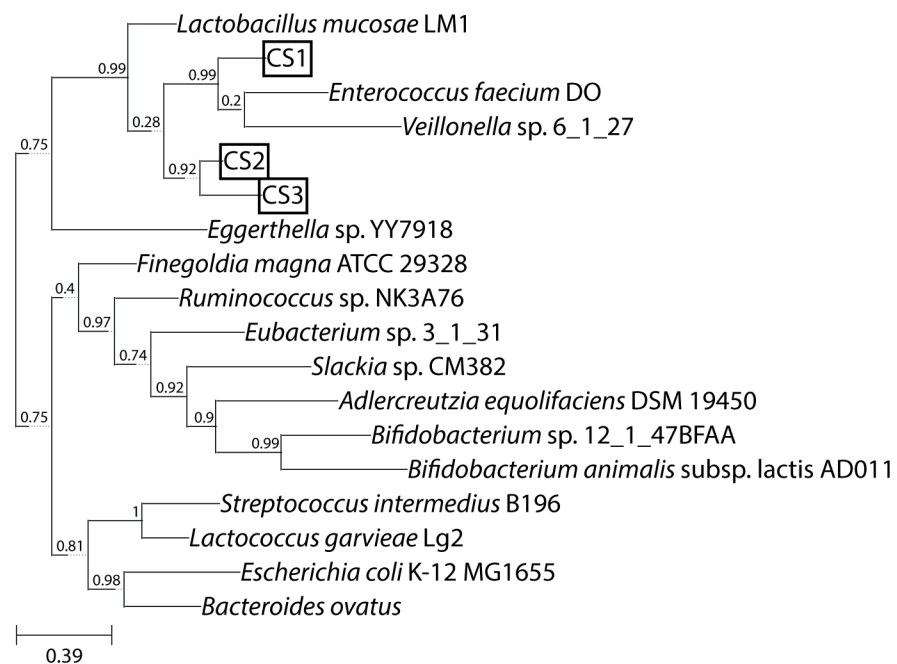 Lactobacillus mucosae LM1
CS1
0.99
0.99
Enterococcus faecium DO
0.2
Veillonella sp. 6_1_27
0.28
0.75
CS2
0.92
CS3
Eggerthella sp. YY7918
Finegoldia magna ATCC 29328
0.4
Ruminococcus sp. NK3A76
0.97
Eubacterium sp. 3_1_31
0.74
Slackia sp. CM382
0.92
Adlercreutzia equolifaciens DSM 19450
0.75
0.9
Bifidobacterium sp. 12_1_47BFAA
0.99
Bifidobacterium animalis subsp. lactis AD011
Streptococcus intermedius B196
1
Lactococcus garvieae Lg2
0.81
Escherichia coli K-12 MG1655
0.98
Bacteroides ovatus
0.39